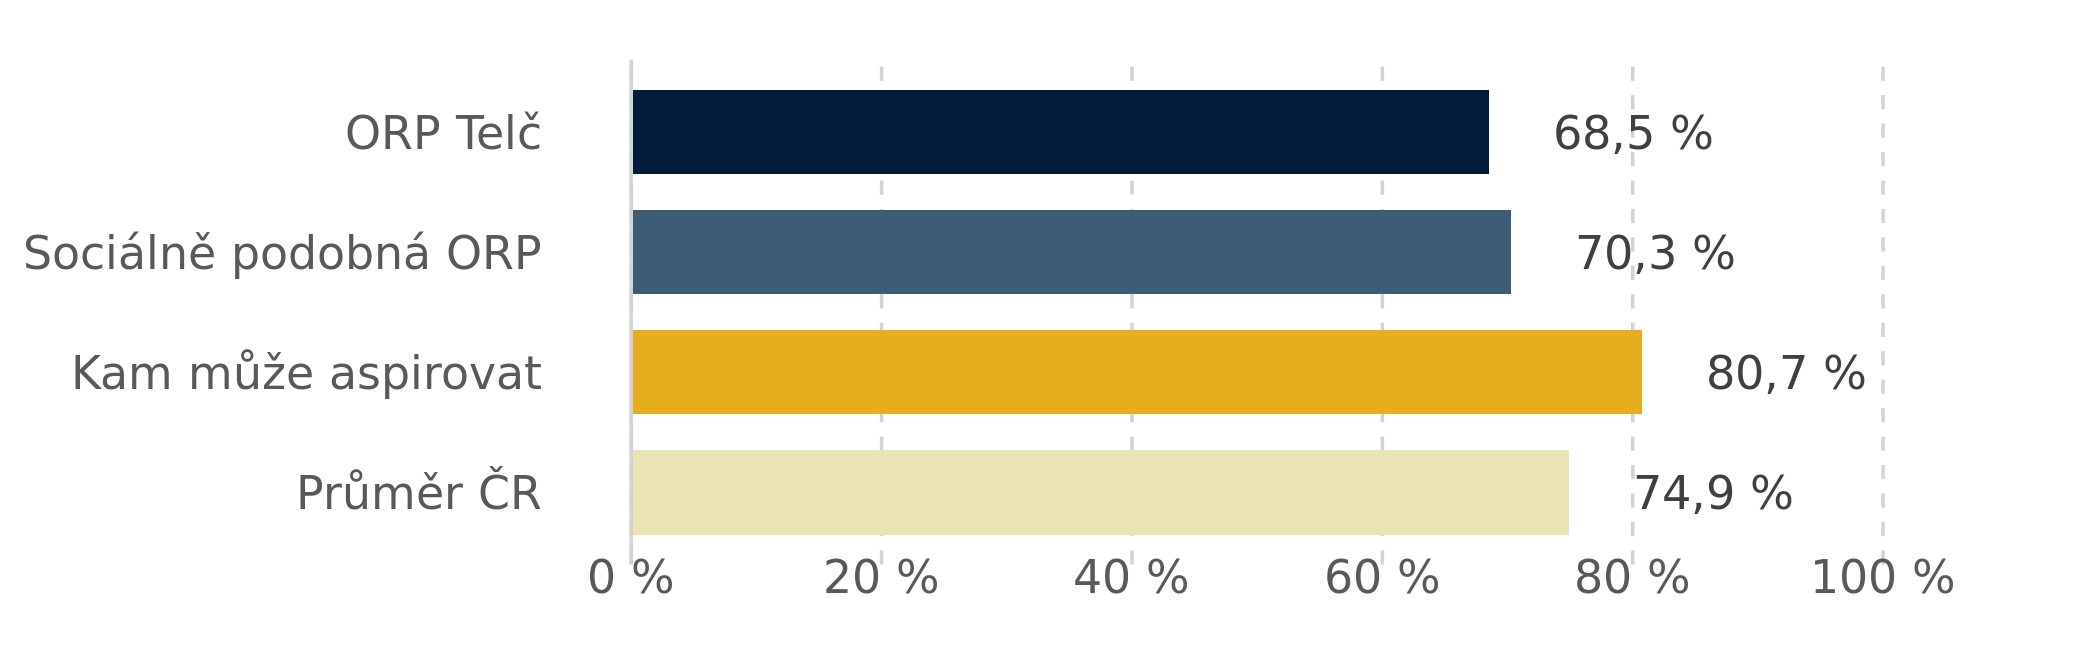 ORP Telč 68,5 %
Sociálně podobná ORP 70,3 %
Kam může aspirovat 80,7 %
Průměr ČR 74,9 %
0 % 20 % 40 % 60 % 80 % 100 %